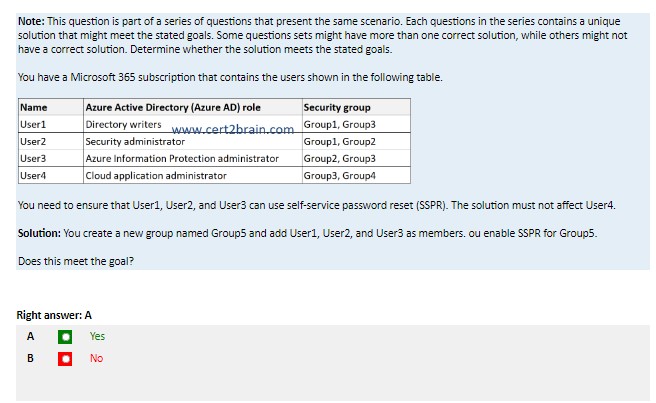 Note: This question is part of a series of questions that present the same scenario. Each questions in the series contains a unique
solution that might meet the stated goals. Some questions sets might have more than one correct solution, while others might not
have a correct solution. Determine whether the solution meets the stated goals.
You have a Microsoft 365 subscription that contains the users shown in the following table.
Name Azure Active Directory (Azure AD) role Security group
User1 Directory writers Group1, Group3
www.cert2brain.com
User2 Security administrator Group1, Group2
User3 Azure Information Protection administrator Group2, Group3
User4 Cloud application administrator Group3, Group4
You need to ensure that User1, User2, and User3 can use self-service password reset (SSPR). The solution must not affect User4.
Solution: You create a new group named Group5 and add User1, User2, and User3 as members. ou enable SSPR for Group5.
Does this meet the goal?
Right answer: A
A Yes
B No